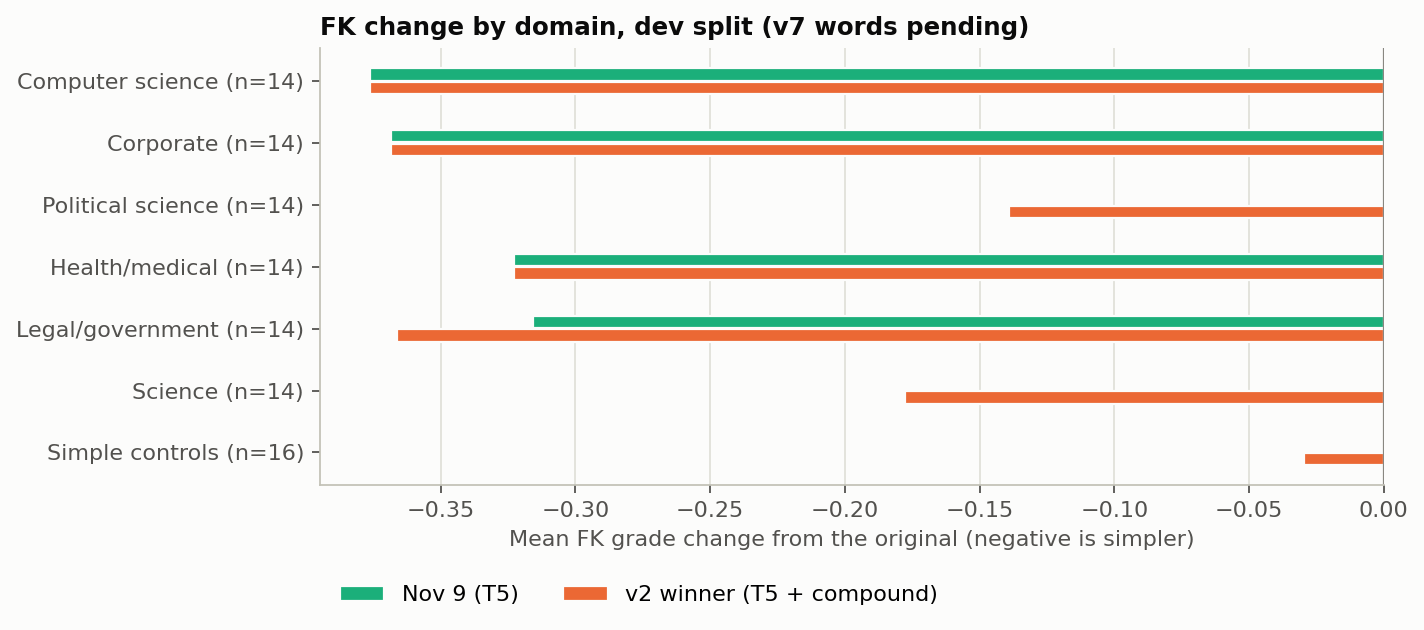 FK change by domain, dev split (v7 words pending)
Computer science (n=14)
Corporate (n=14)
Political science (n=14)
Health/medical (n=14)
Legal/government (n=14)
Science (n=14)
Simple controls (n=16)
−0.35 −0.30 −0.25 −0.20 −0.15 −0.10 −0.05 0.00
Mean FK grade change from the original (negative is simpler)
Nov 9 (T5) v2 winner (T5 + compound)